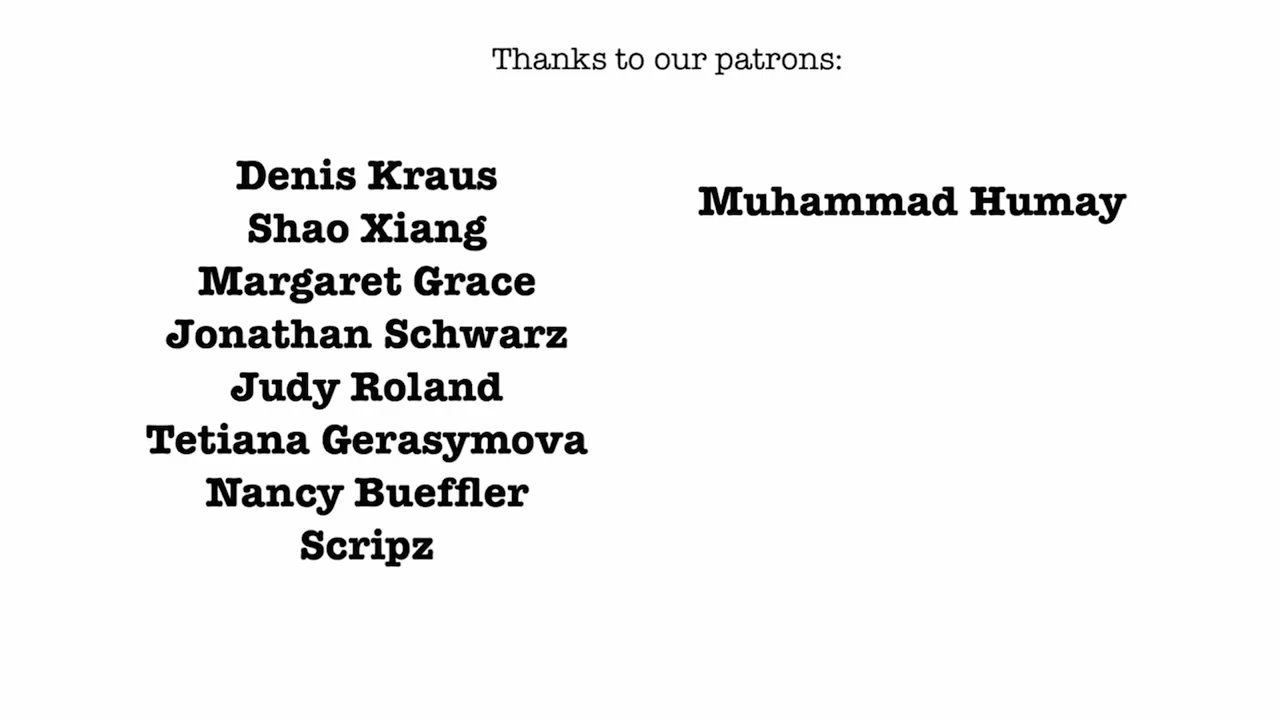 Thanks to our patrons:
Denis Kraus
Shao Xiang
Margaret Grace
Jonathan Schwarz
Judy Roland
Tetiana Gerasymova
Nancy Bueffler
Scripz
Muhammad Humay